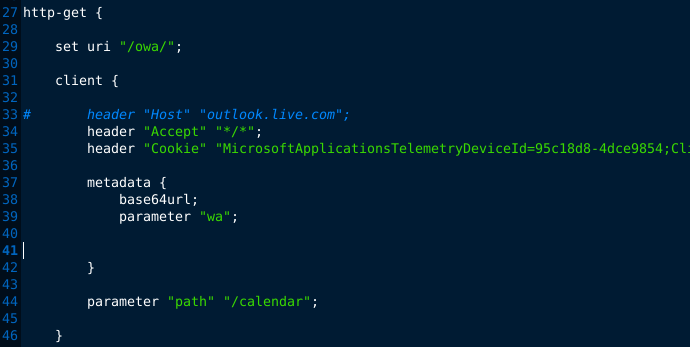 27 http-get {
28
29 set uri "/owa/";
30
31 client {
32
33 # header "Host" "outlook.live.com";
34 header "Accept" "*/*";
35 header "Cookie" "MicrosoftApplicationsTelemetryDeviceId=95c18d8-4dce9854;Cli
36
37 metadata {
38 base64url;
39 parameter "wa";
40
41
42 }
43
44 parameter "path" "/calendar";
45
46 }